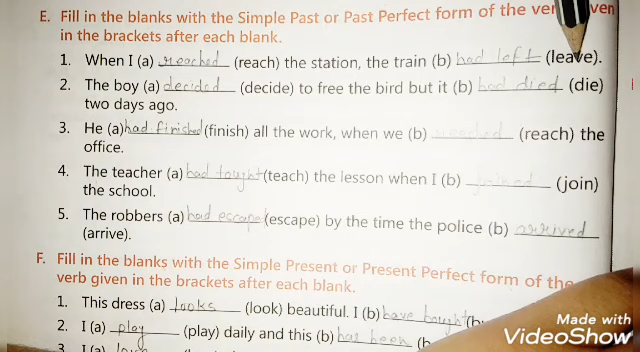 E. Fill in the blanks with the Simple Past or Past Perfect form of the ver ven
in the brackets after each blank.
1. When I (a) reached (reach) the station, the train (b) had left (leave).
2. The boy (a) decided (decide) to free the bird but it (b) had died (die)
two days ago.
3. He (a) had finished (finish) all the work, when we (b) reached (reach) the
office.
4. The teacher (a) had taught (teach) the lesson when I (b) joined (join)
the school.
5. The robbers (a) had escape (escape) by the time the police (b) arrived
(arrive).
F. Fill in the blanks with the Simple Present or Present Perfect form of the
verb given in the brackets after each blank.
1. This dress (a) looks (look) beautiful. I (b) have bought (b
2. I (a) play (play) daily and this (b) has been (b
3. I (a)
Made with
VideoShow